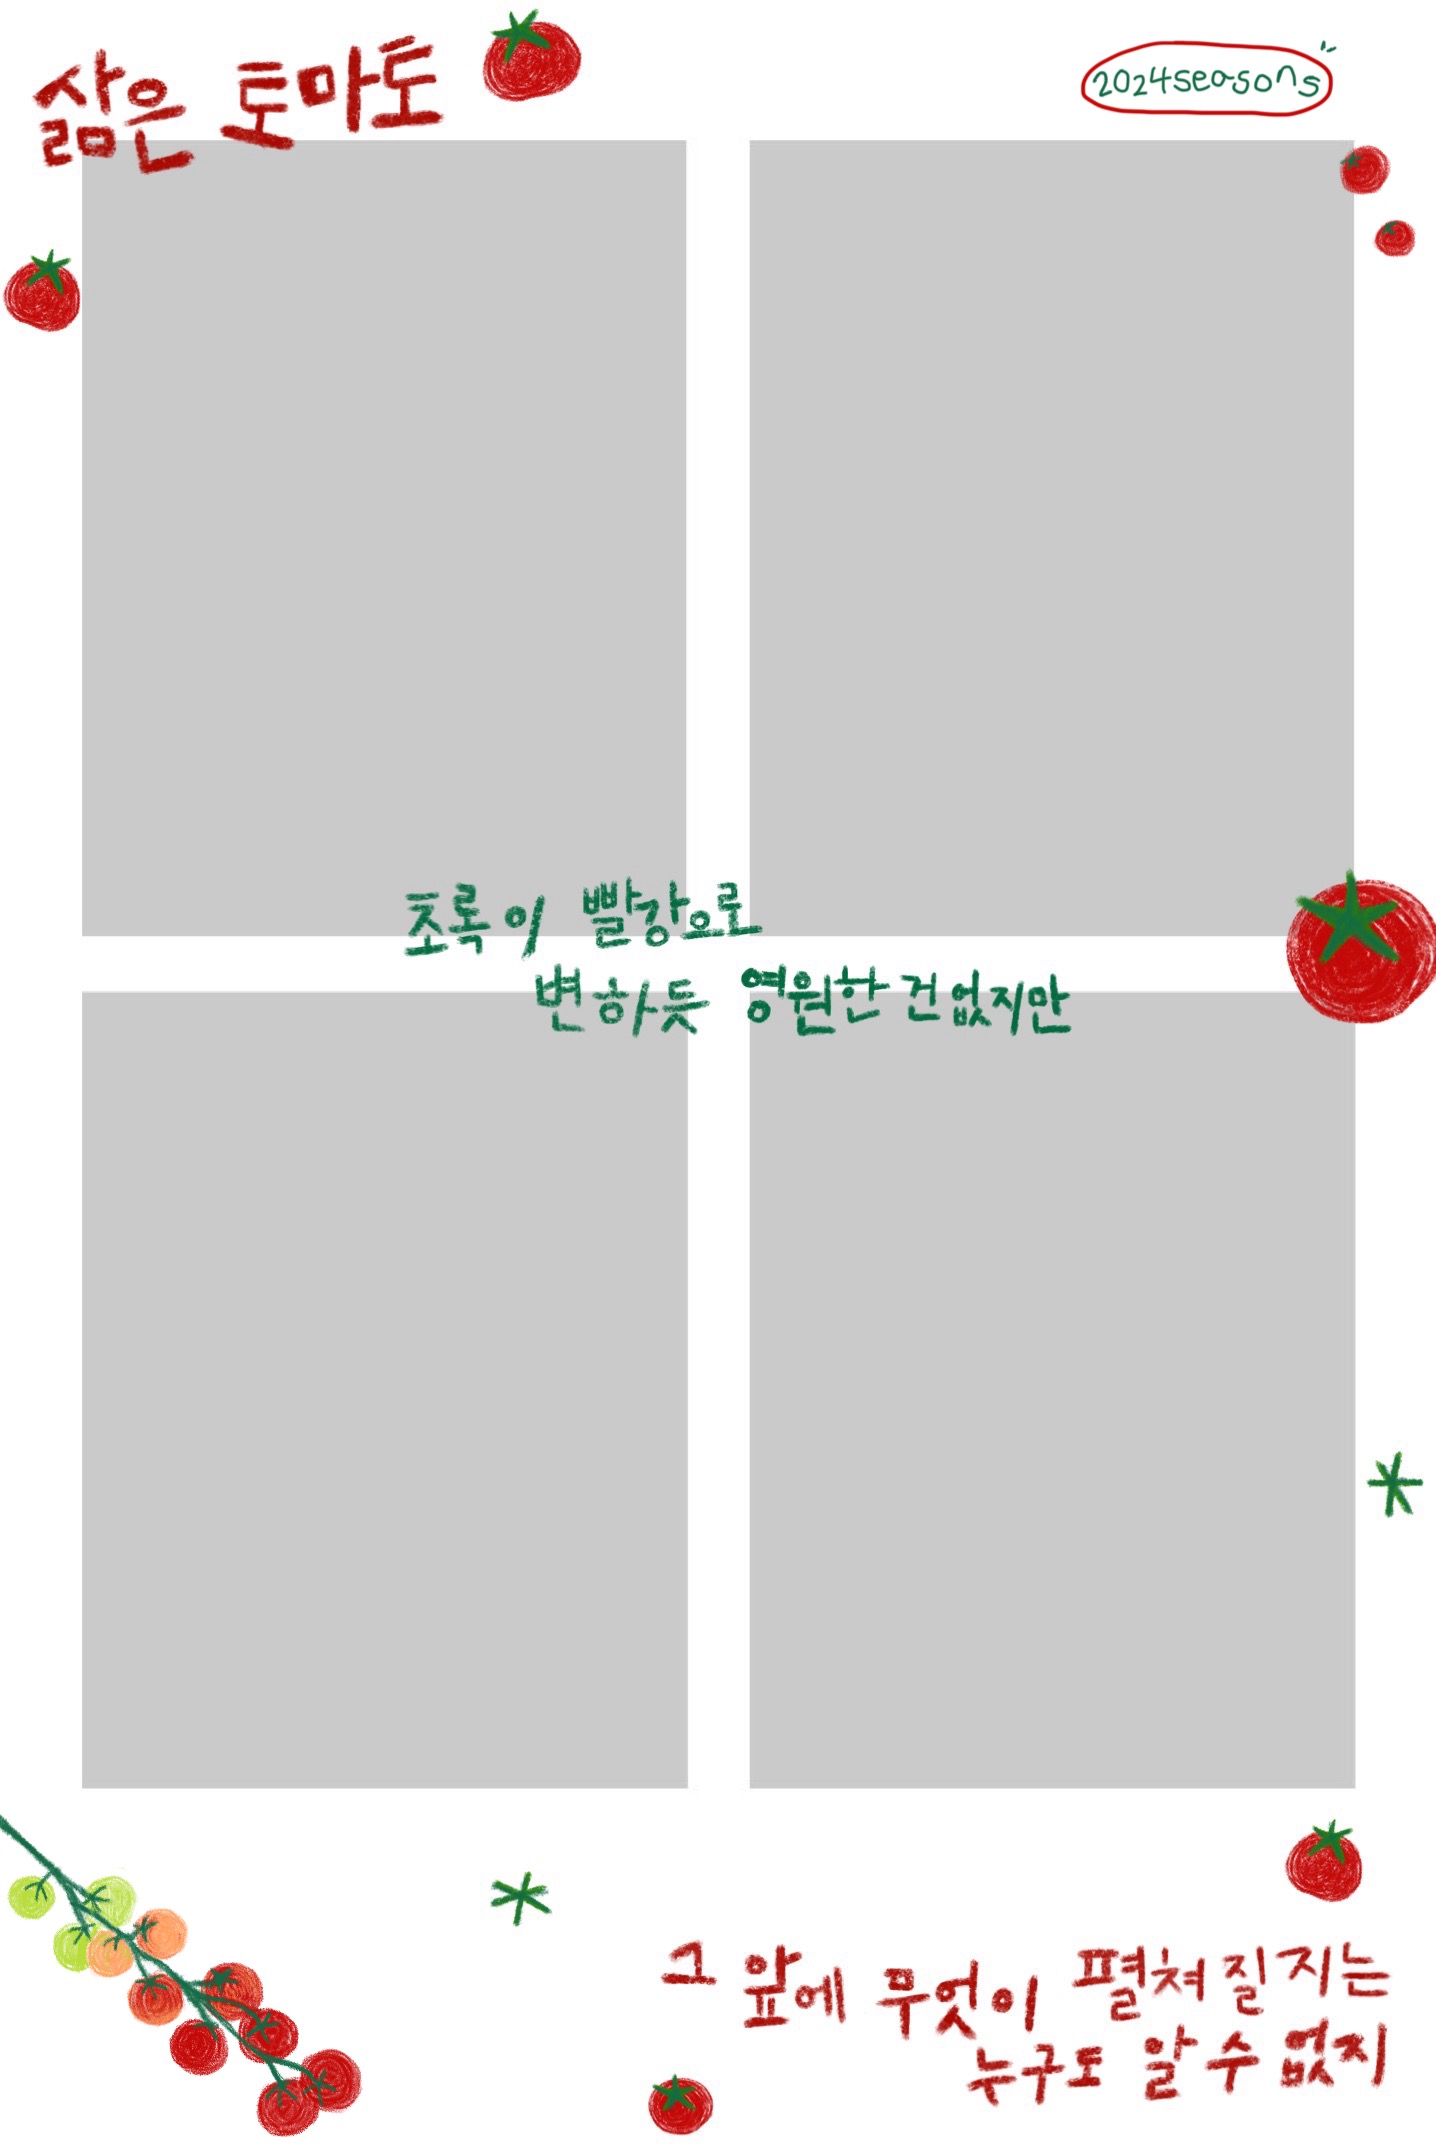 삶은 토마토
2024seasons
초록이 빨강으로
변하듯 영원한 건 없지만
그 앞에 무엇이 펼쳐질지는
누구도 알 수 없지